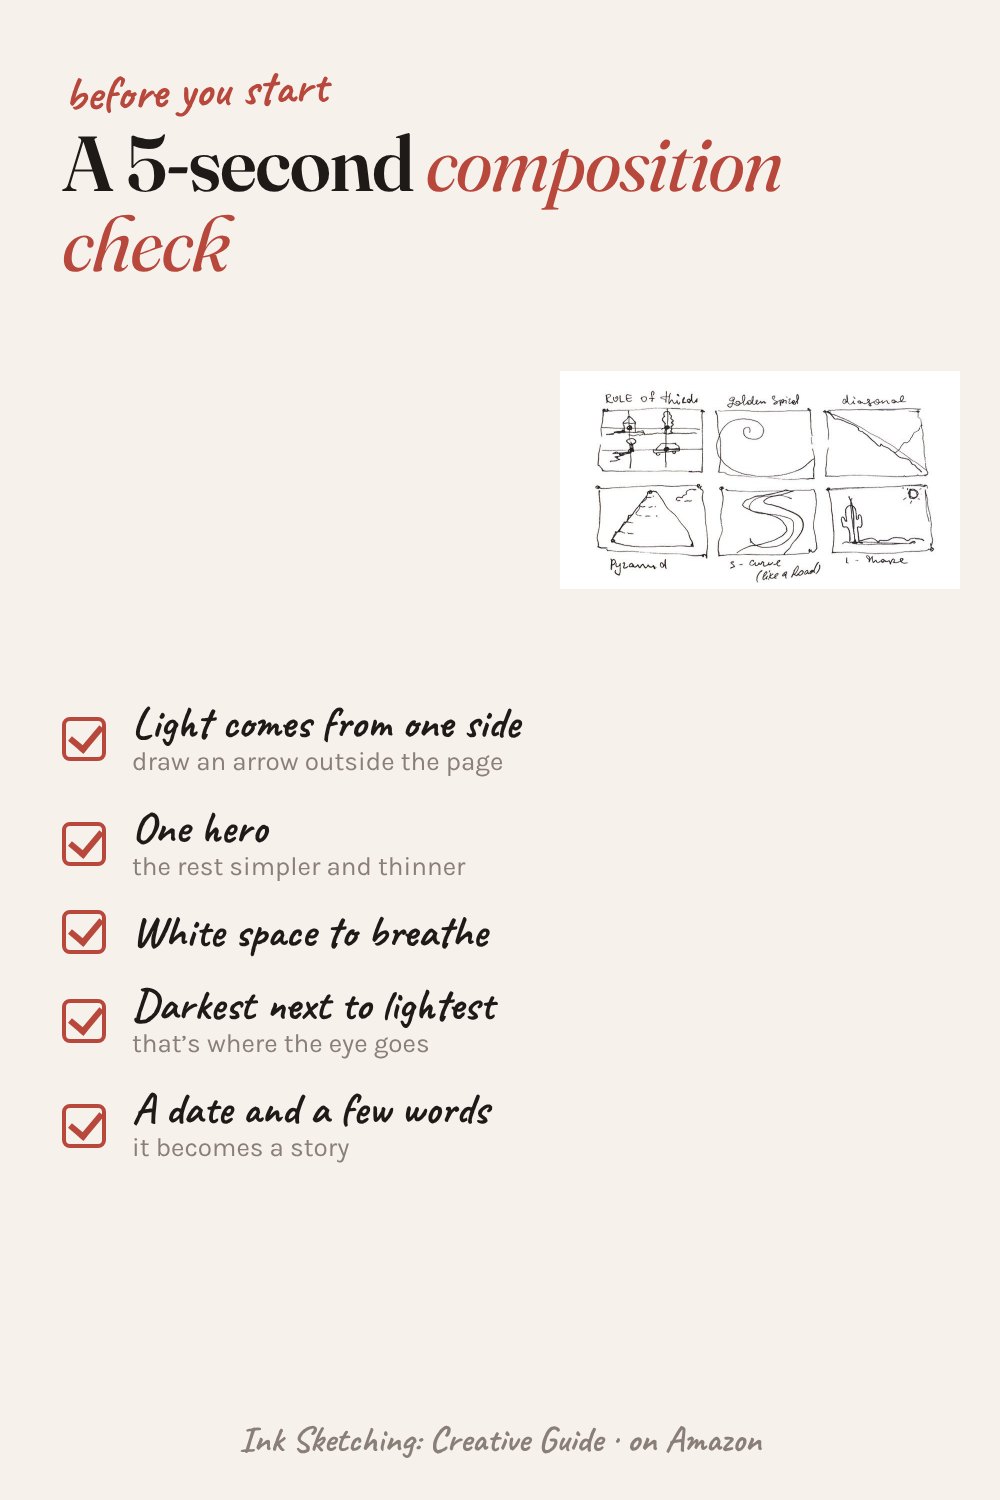 before you start
A 5-second composition
check
RULE of thirds
golden spiral
diagonal
Pyramid
S - curve
(like a Road)
L - shape
Light comes from one side
draw an arrow outside the page
One hero
the rest simpler and thinner
White space to breathe
Darkest next to lightest
that’s where the eye goes
A date and a few words
it becomes a story
Ink Sketching: Creative Guide · on Amazon